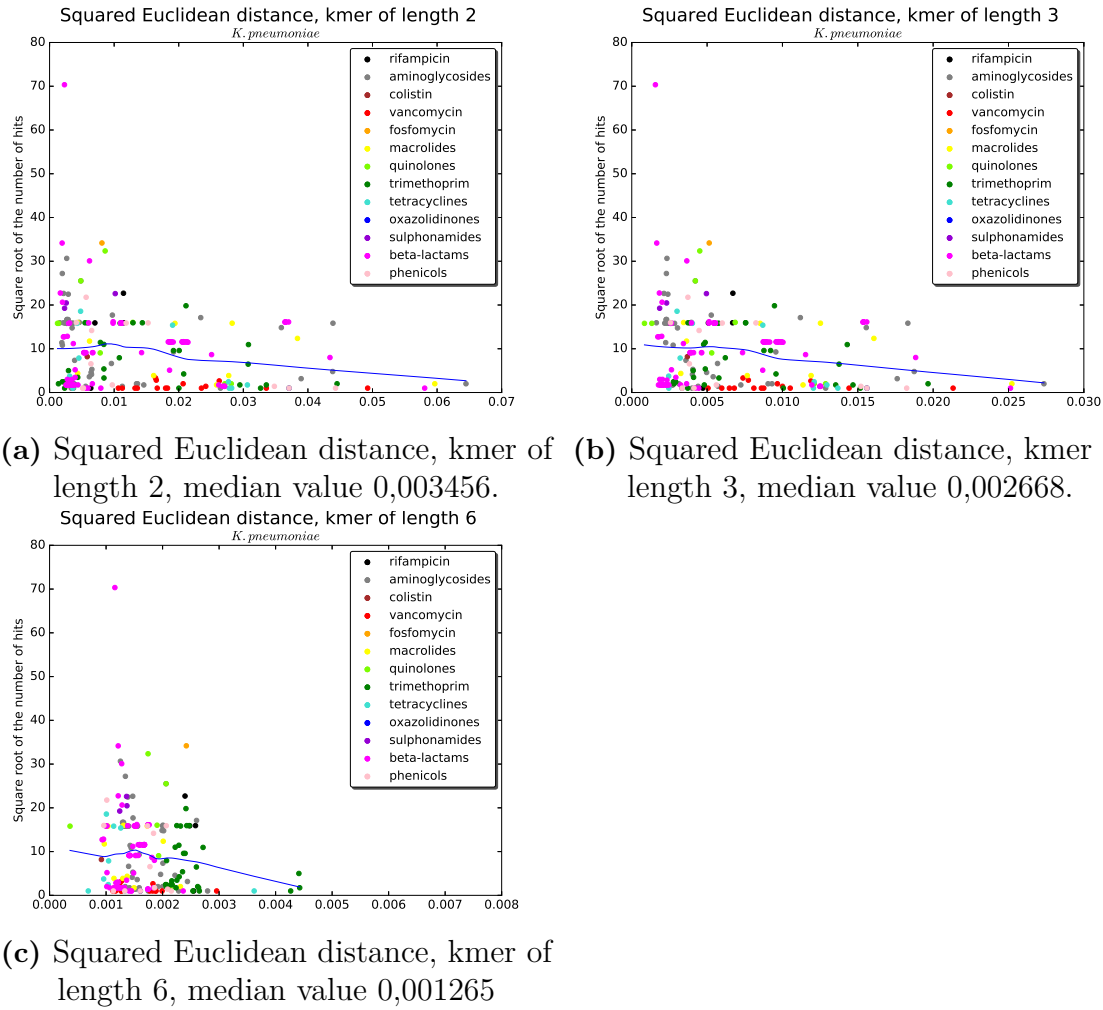 Squared Euclidean distance, kmer of length 2
K. pneumoniae
Square root of the number of hits
80
70
60
50
40
30
20
10
0
0.00 0.01 0.02 0.03 0.04 0.05 0.06 0.07
rifampicin
aminoglycosides
colistin
vancomycin
fosfomycin
macrolides
quinolones
trimethoprim
tetracyclines
oxazolidinones
sulphonamides
beta-lactams
phenicols
(a) Squared Euclidean distance, kmer of
length 2, median value 0,003456.
Squared Euclidean distance, kmer of length 3
K. pneumoniae
Square root of the number of hits
80
70
60
50
40
30
20
10
0
0.000 0.005 0.010 0.015 0.020 0.025 0.030
rifampicin
aminoglycosides
colistin
vancomycin
fosfomycin
macrolides
quinolones
trimethoprim
tetracyclines
oxazolidinones
sulphonamides
beta-lactams
phenicols
(b) Squared Euclidean distance, kmer
length 3, median value 0,002668.
Squared Euclidean distance, kmer of length 6
K. pneumoniae
Square root of the number of hits
80
70
60
50
40
30
20
10
0
0.000 0.001 0.002 0.003 0.004 0.005 0.006 0.007 0.008
rifampicin
aminoglycosides
colistin
vancomycin
fosfomycin
macrolides
quinolones
trimethoprim
tetracyclines
oxazolidinones
sulphonamides
beta-lactams
phenicols
(c) Squared Euclidean distance, kmer of
length 6, median value 0,001265